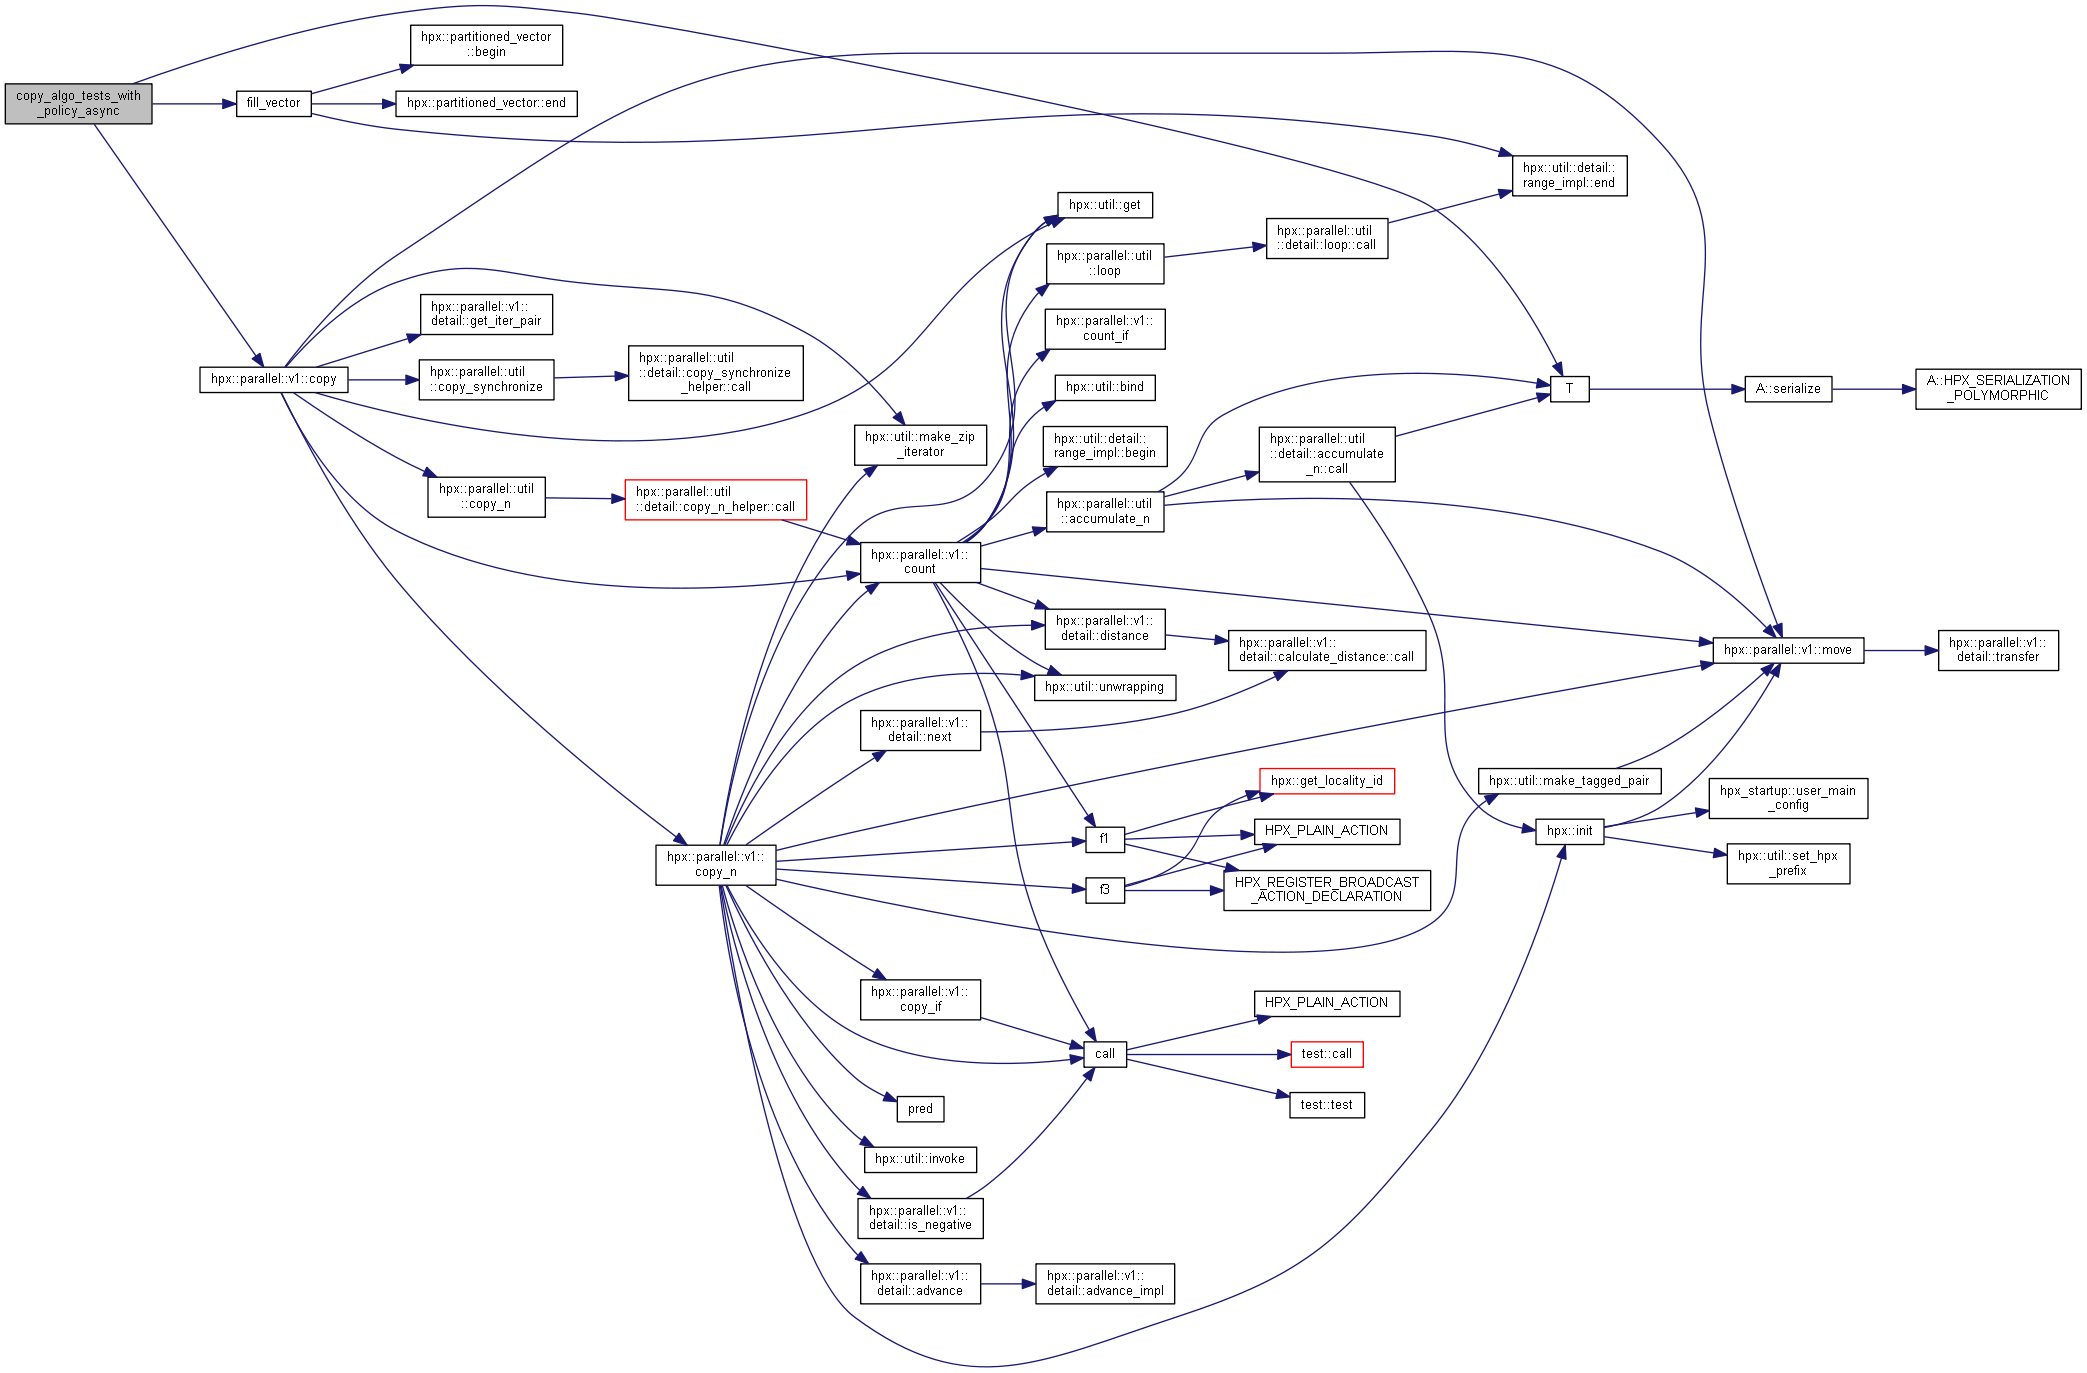 copy_algo_tests_with
_policy_async
fill_vector
hpx::partitioned_vector
::begin
hpx::partitioned_vector::end
hpx::util::detail::
range_impl::end
hpx::util::get
hpx::parallel::util
::loop
hpx::parallel::util
::detail::loop::call
hpx::parallel::v1::
detail::get_iter_pair
hpx::parallel::v1::
count_if
hpx::parallel::v1::copy
hpx::parallel::util
::copy_synchronize
hpx::parallel::util
::detail::copy_synchronize
_helper::call
hpx::util::bind
T
A::serialize
A::HPX_SERIALIZATION
_POLYMORPHIC
hpx::util::make_zip
_iterator
hpx::util::detail::
range_impl::begin
hpx::parallel::util
::detail::accumulate
_n::call
hpx::parallel::util
::copy_n
hpx::parallel::util
::detail::copy_n_helper::call
hpx::parallel::util
::accumulate_n
hpx::parallel::v1::
count
hpx::parallel::v1::
detail::distance
hpx::parallel::v1::
detail::calculate_distance::call
hpx::parallel::v1::move
hpx::parallel::v1::
detail::transfer
hpx::util::unwrapping
hpx::parallel::v1::
detail::next
hpx::get_locality_id
hpx::util::make_tagged_pair
hpx_startup::user_main
_config
f1
HPX_PLAIN_ACTION
hpx::init
hpx::parallel::v1::
copy_n
f3
HPX_REGISTER_BROADCAST
_ACTION_DECLARATION
hpx::util::set_hpx
_prefix
hpx::parallel::v1::
copy_if
HPX_PLAIN_ACTION
call
test::call
pred
test::test
hpx::util::invoke
hpx::parallel::v1::
detail::is_negative
hpx::parallel::v1::
detail::advance
hpx::parallel::v1::
detail::advance_impl